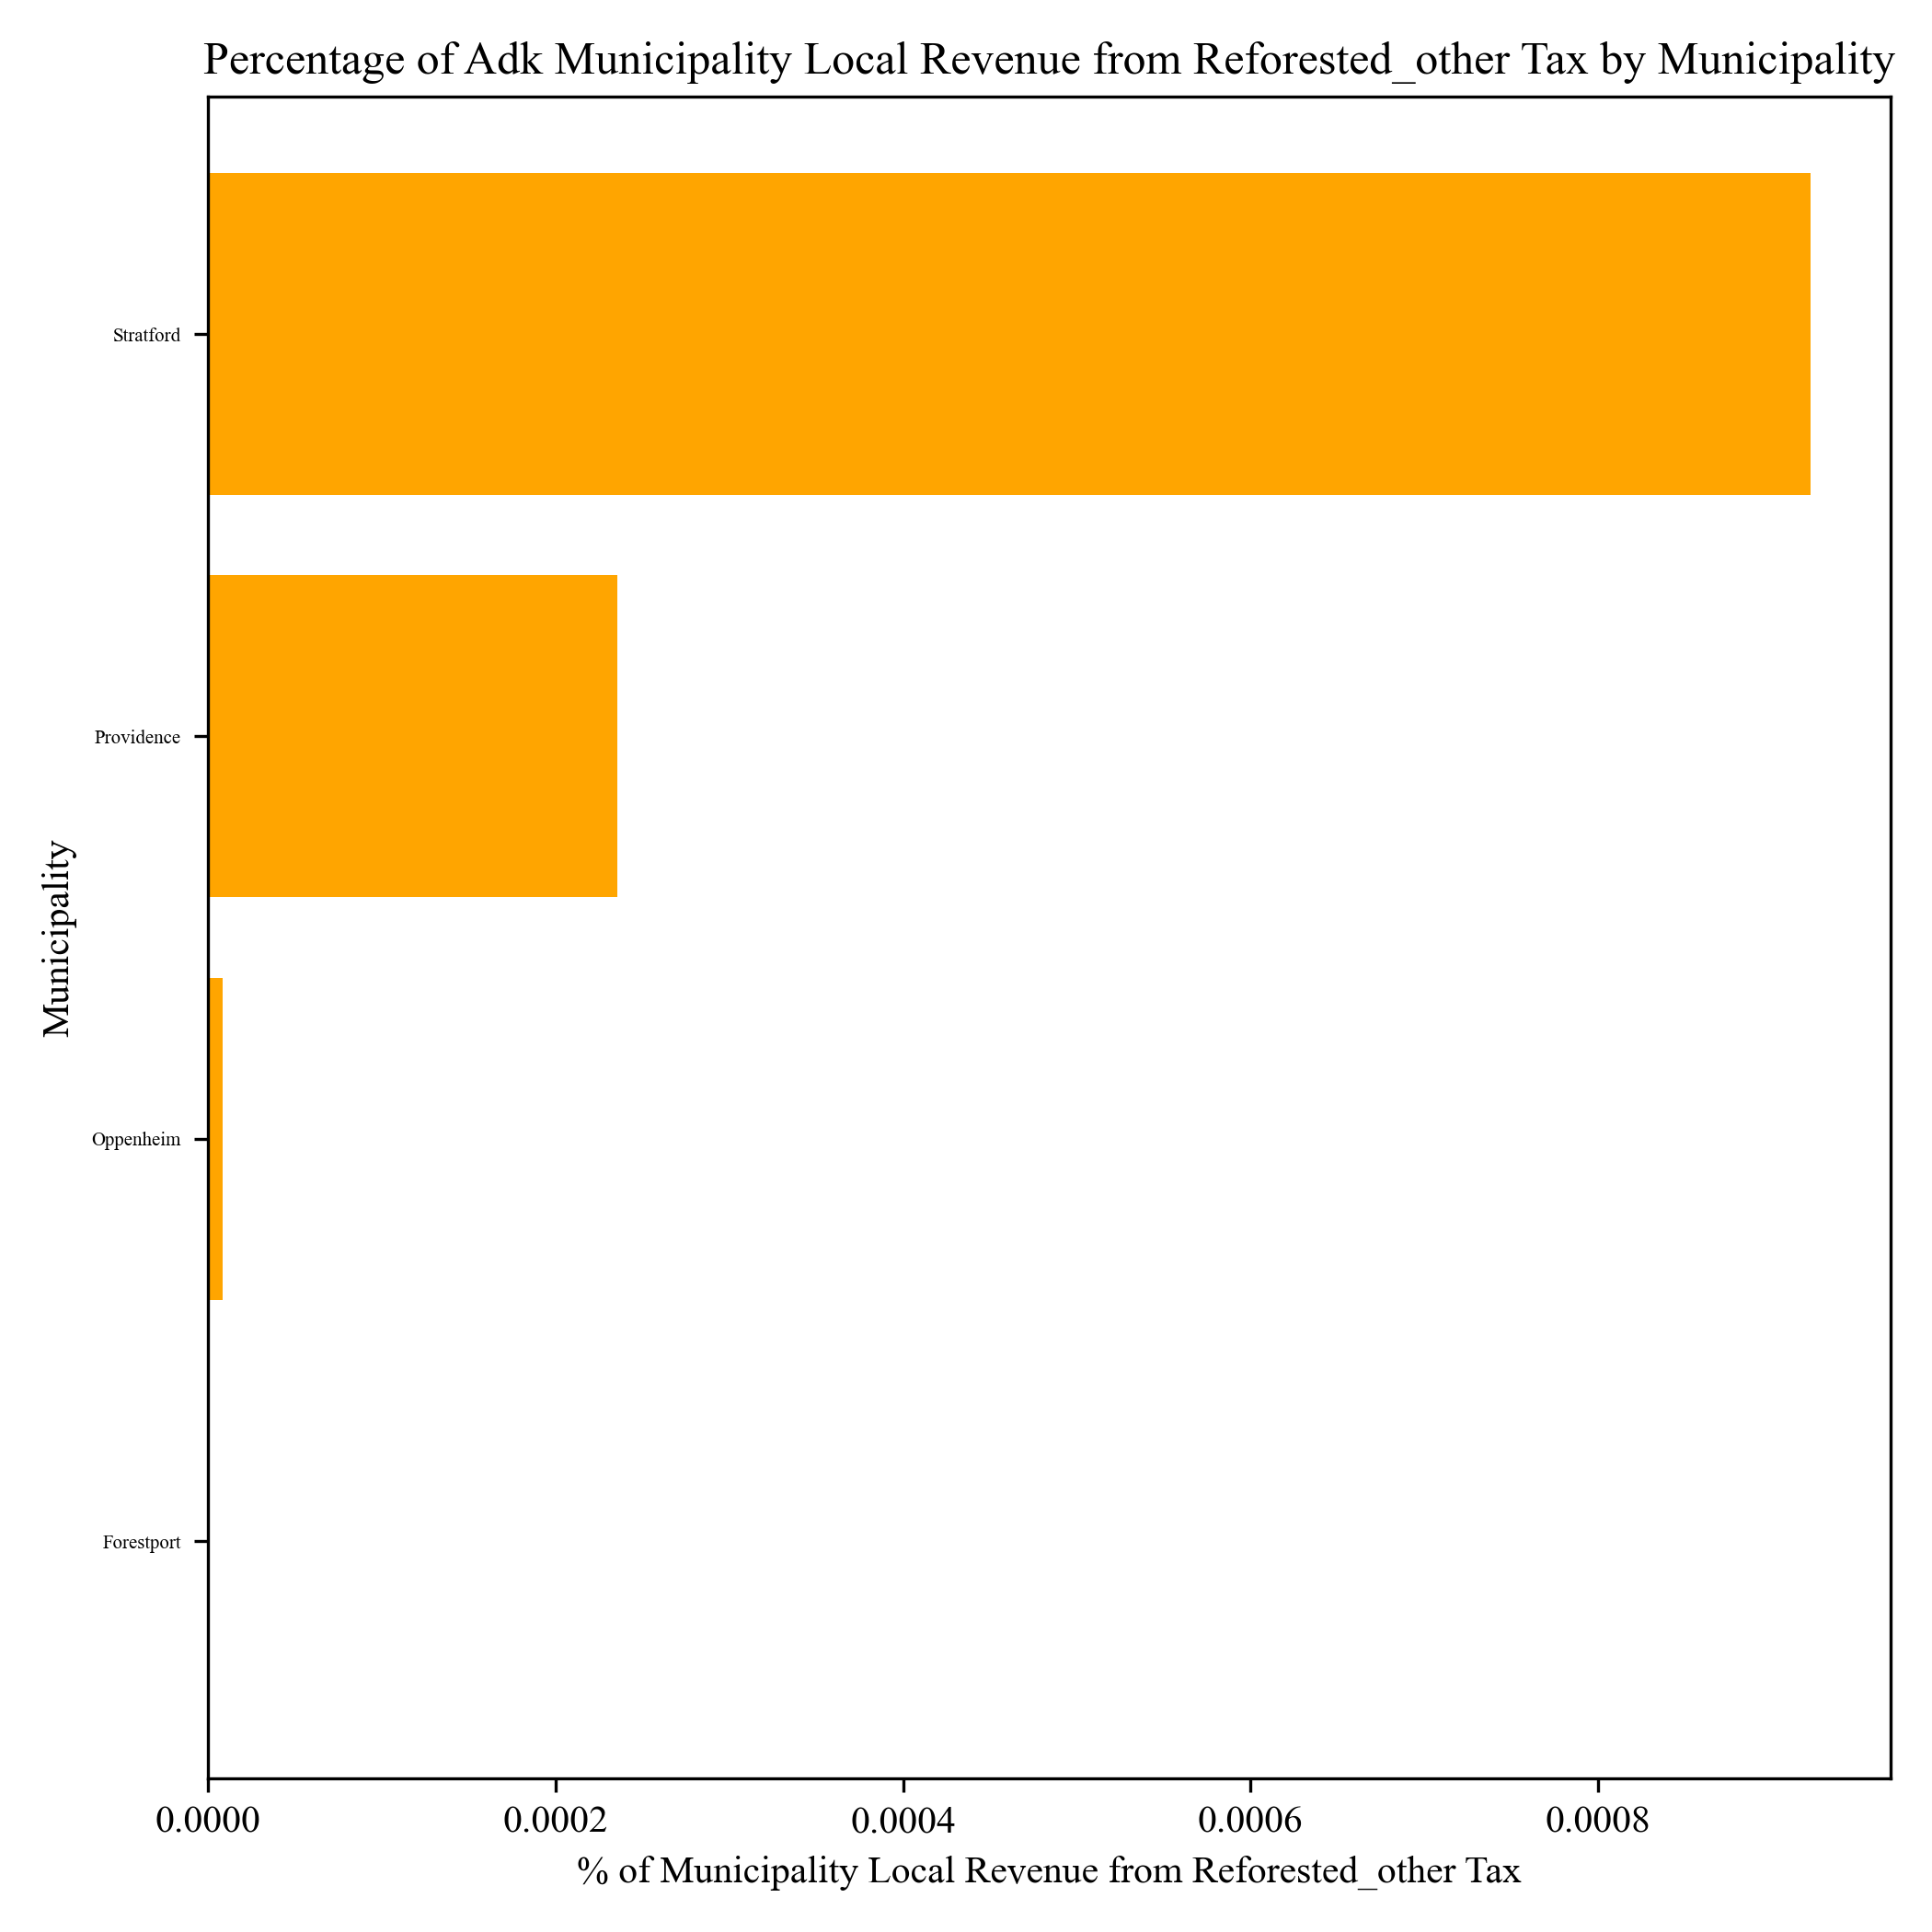 Percentage of Adk Municipality Local Revenue from Reforested_other Tax by Municipality
Stratford
Providence
Oppenheim
Forestport
Municipality
0.0000 0.0002 0.0004 0.0006 0.0008
% of Municipality Local Revenue from Reforested_other Tax